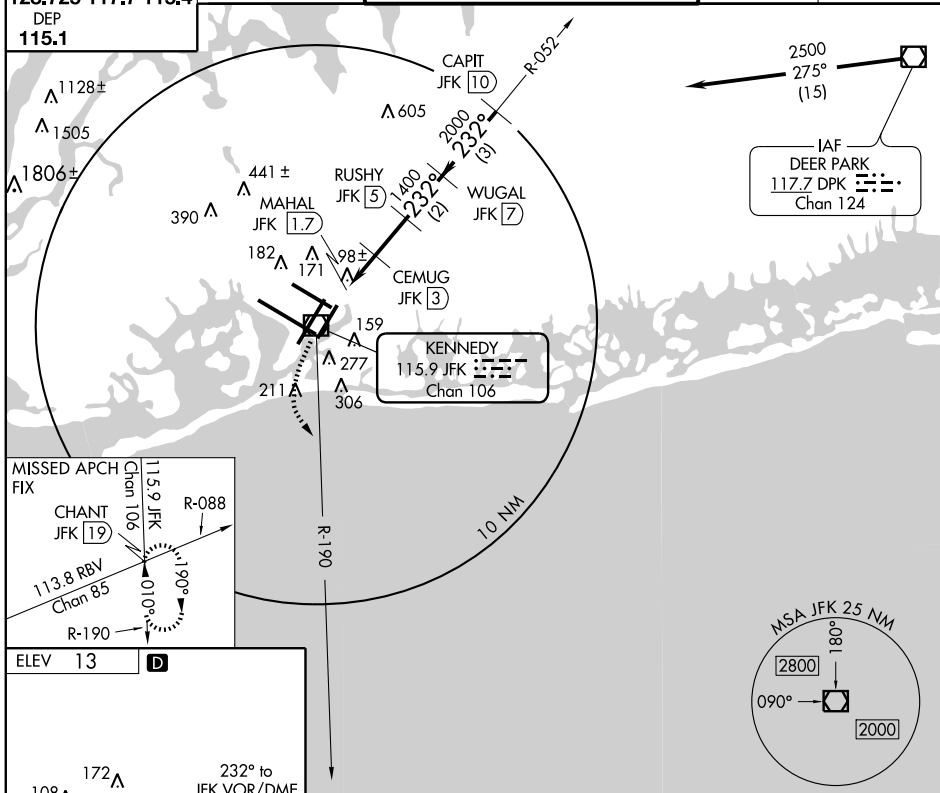 DEP
115.1
1128±
1505
1806±
605
441 ±
390
182
171
98±
159
277
211
306
CAPIT
JFK 10
R-052
2000
232°
(3)
RUSHY
JFK 5
1400
232°
(2)
WUGAL
JFK 7
MAHAL
JFK 1.7
CEMUG
JFK 3
2500
275°
(15)
IAF
DEER PARK
117.7 DPK
Chan 124
KENNEDY
115.9 JFK
Chan 106
R-190
10 NM
MISSED APCH
FIX
CHANT
JFK 19
115.9 JFK
Chan 106
R-088
113.8 RBV
Chan 85
010°
190°
R-190
MSA JFK 25 NM
180°
2800
090°
2000
ELEV 13
D
172
232° to
JFK VOR/DME